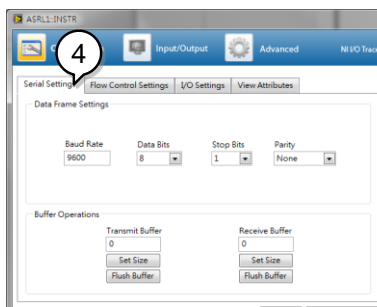 ASRL1::INSTR
4
Input/Output
Advanced
NI I/O Trace
Serial Settings
Flow Control Settings
I/O Settings
View Attributes
Data Frame Settings
Baud Rate Data Bits Stop Bits Parity
9600 8 1 None
Buffer Operations
Transmit Buffer Receive Buffer
0 0
Set Size Set Size
Flush Buffer Flush Buffer